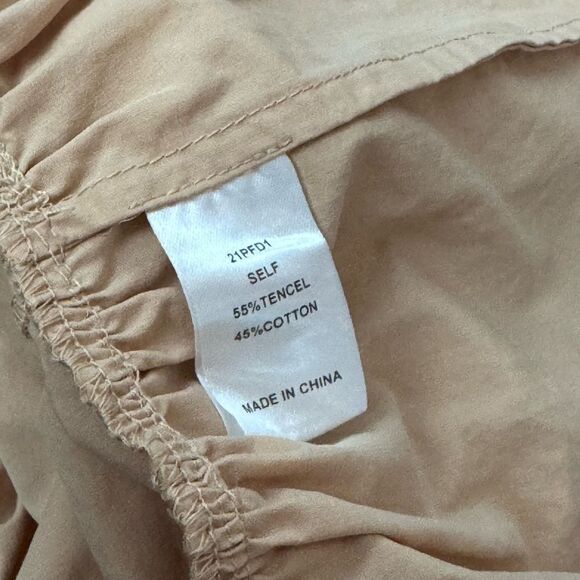 21PFD1
SELF
55%TENCEL
45%COTTON
MADE IN CHINA